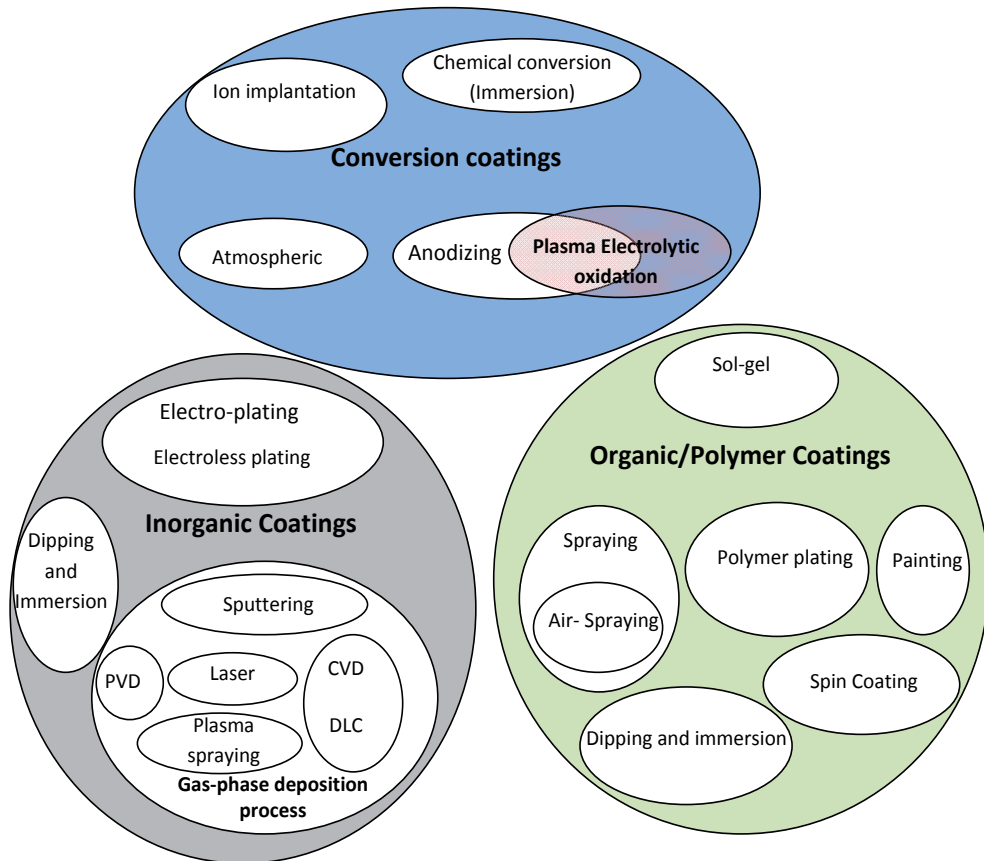 Ion implantation
Chemical conversion
(Immersion)
Conversion coatings
Atmospheric
Anodizing
Plasma Electrolytic
oxidation
Electro-plating
Electroless plating
Inorganic Coatings
Dipping
and
Immersion
Sputtering
PVD
Laser
CVD
DLC
Plasma
spraying
Gas-phase deposition
process
Sol-gel
Organic/Polymer Coatings
Spraying
Air- Spraying
Polymer plating
Painting
Spin Coating
Dipping and immersion